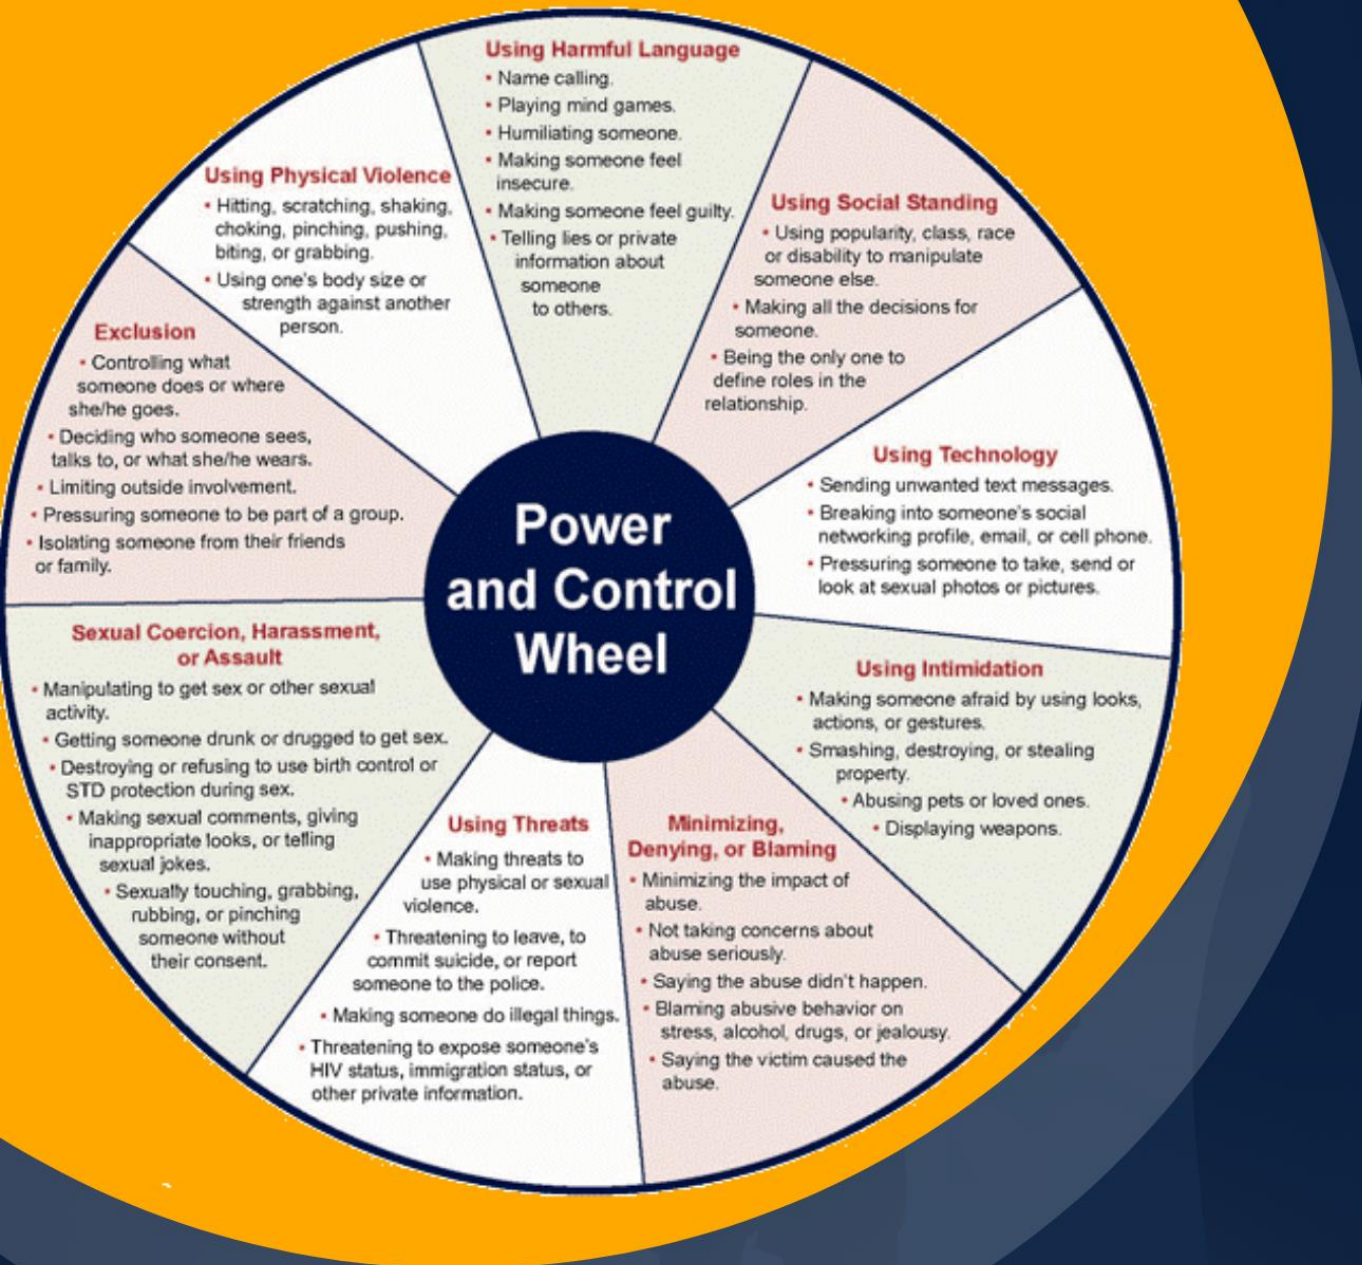 Using Harmful Language
• Name calling.
• Playing mind games.
• Humiliating someone.
• Making someone feel
insecure.
• Making someone feel guilty.
• Telling lies or private
information about
someone
to others.
Using Social Standing
• Using popularity, class, race
or disability to manipulate
someone else.
• Making all the decisions for
someone.
• Being the only one to
define roles in the
relationship.
Using Technology
• Sending unwanted text messages.
• Breaking into someone's social
networking profile, email, or cell phone.
• Pressuring someone to take, send or
look at sexual photos or pictures.
Using Intimidation
• Making someone afraid by using looks,
actions, or gestures.
• Smashing, destroying, or stealing
property.
• Abusing pets or loved ones.
• Displaying weapons.
Minimizing,
Denying, or Blaming
• Minimizing the impact of
abuse.
• Not taking concerns about
abuse seriously.
• Saying the abuse didn't happen.
• Blaming abusive behavior on
stress, alcohol, drugs, or jealousy.
• Saying the victim caused the
abuse.
Using Threats
• Making threats to
use physical or sexual
violence.
• Threatening to leave, to
commit suicide, or report
someone to the police.
• Making someone do illegal things.
• Threatening to expose someone's
HIV status, immigration status, or
other private information.
Sexual Coercion, Harassment,
or Assault
• Manipulating to get sex or other sexual
activity.
• Getting someone drunk or drugged to get sex.
• Destroying or refusing to use birth control or
STD protection during sex.
• Making sexual comments, giving
inappropriate looks, or telling
sexual jokes.
• Sexually touching, grabbing,
rubbing, or pinching
someone without
their consent.
Exclusion
• Controlling what
someone does or where
she/he goes.
• Deciding who someone sees,
talks to, or what she/he wears.
• Limiting outside involvement.
• Pressuring someone to be part of a group.
• Isolating someone from their friends
or family.
Using Physical Violence
• Hitting, scratching, shaking,
choking, pinching, pushing,
biting, or grabbing.
• Using one's body size or
strength against another
person.
Power
and Control
Wheel